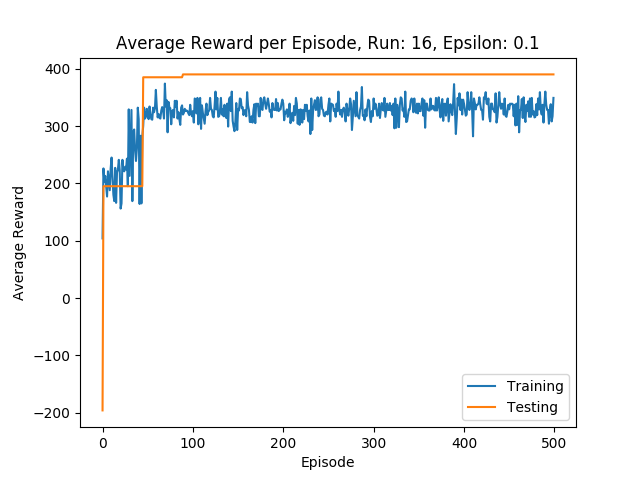 Average Reward per Episode, Run: 16, Epsilon: 0.1
400
300
200
100
0
−100
−200
Average Reward
0 100 200 300 400 500
Episode
Training
Testing